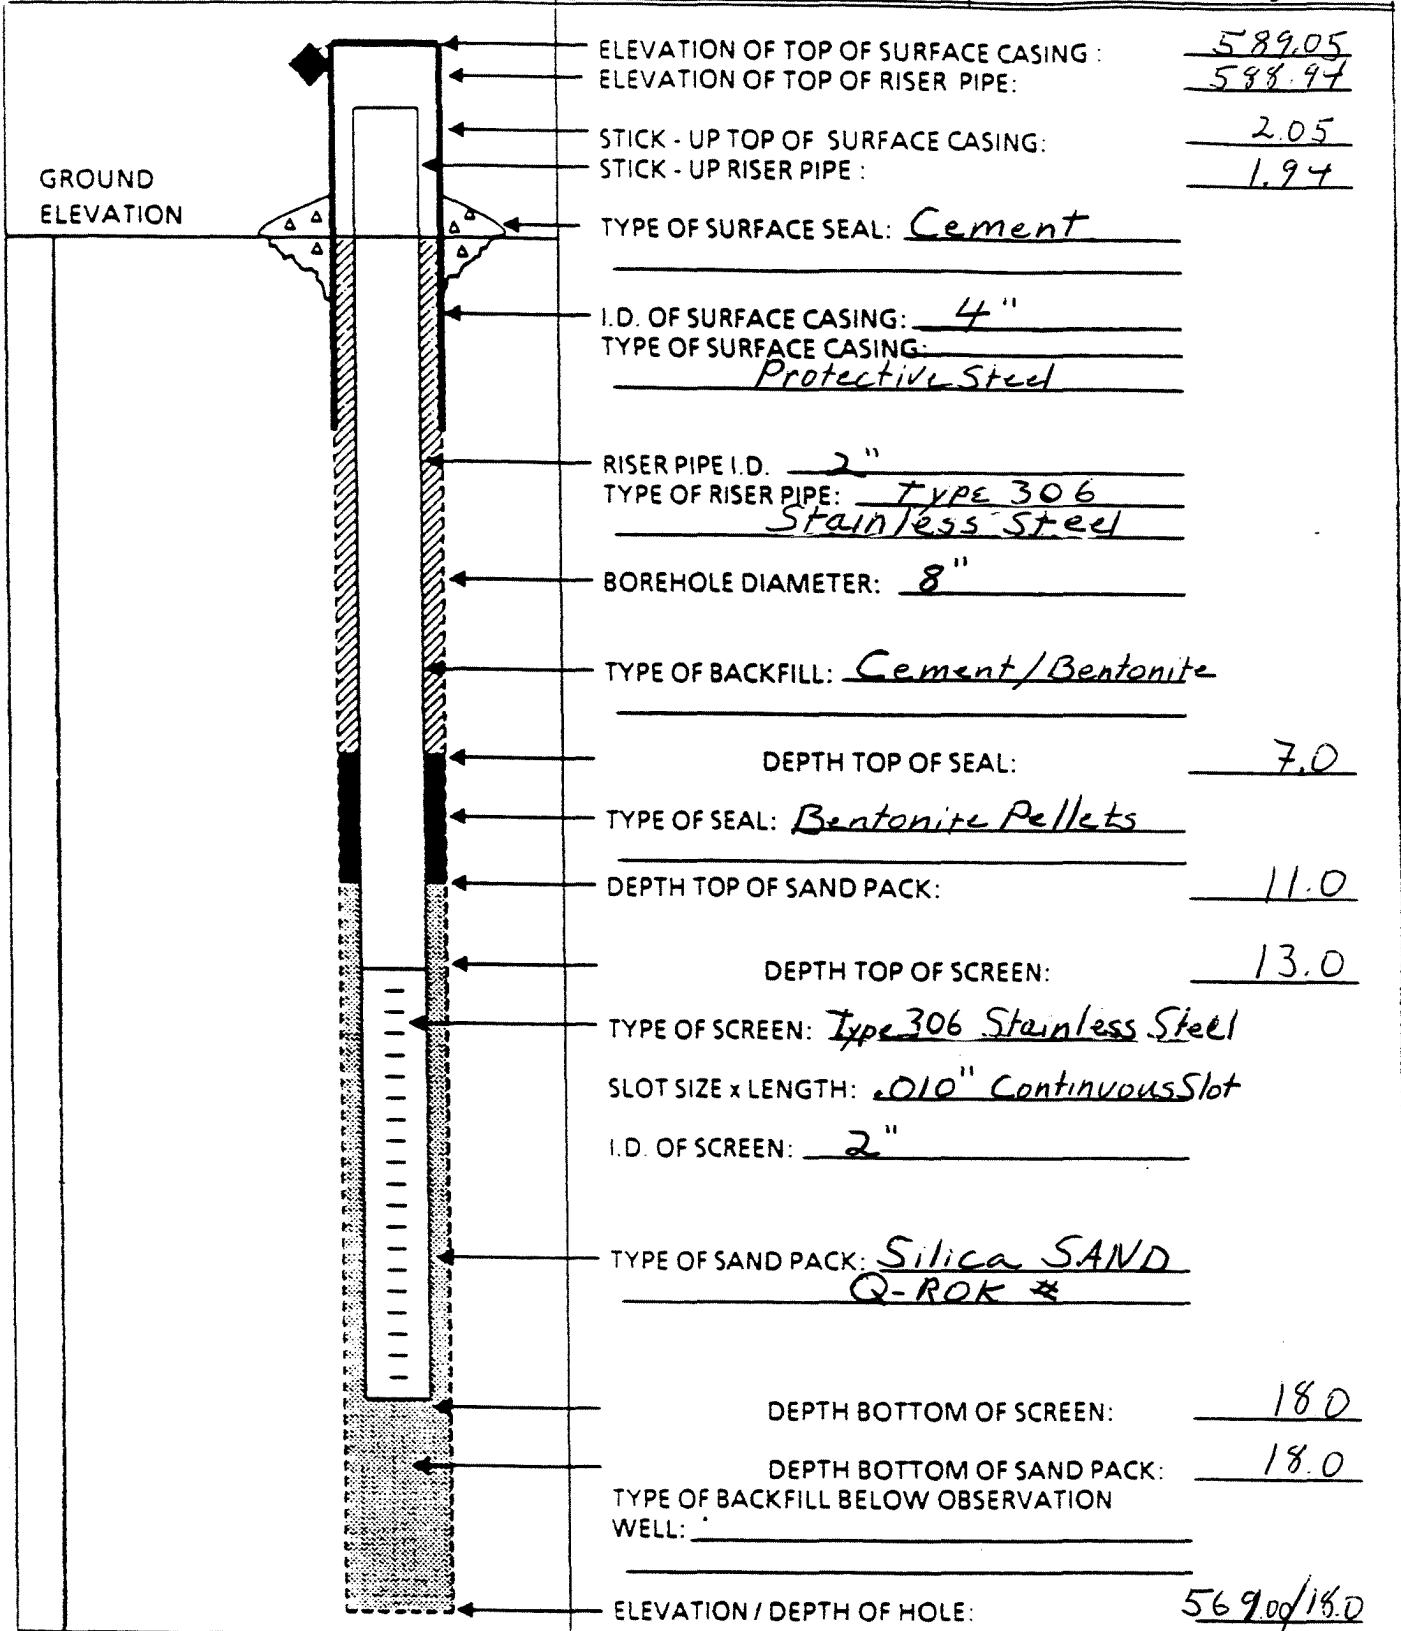 ELEVATION OF TOP OF SURFACE CASING : 589.05
ELEVATION OF TOP OF RISER PIPE: 588.94
STICK - UP TOP OF SURFACE CASING: 2.05
STICK - UP RISER PIPE : 1.94
GROUND
ELEVATION
TYPE OF SURFACE SEAL: Cement
I.D. OF SURFACE CASING: 4"
TYPE OF SURFACE CASING:
Protective Steel
RISER PIPE I.D. 2"
TYPE OF RISER PIPE: TYPE 306
Stainless Steel
BOREHOLE DIAMETER: 8"
TYPE OF BACKFILL: Cement/Bentonite
DEPTH TOP OF SEAL: 7.0
TYPE OF SEAL: Bentonite Pellets
DEPTH TOP OF SAND PACK: 11.0
DEPTH TOP OF SCREEN: 13.0
TYPE OF SCREEN: Type 306 Stainless Steel
SLOT SIZE x LENGTH: .010" Continuous Slot
I.D. OF SCREEN: 2"
TYPE OF SAND PACK: Silica SAND
Q-ROK #
DEPTH BOTTOM OF SCREEN: 18.0
DEPTH BOTTOM OF SAND PACK: 18.0
TYPE OF BACKFILL BELOW OBSERVATION
WELL:
ELEVATION / DEPTH OF HOLE: 569.00/18.0